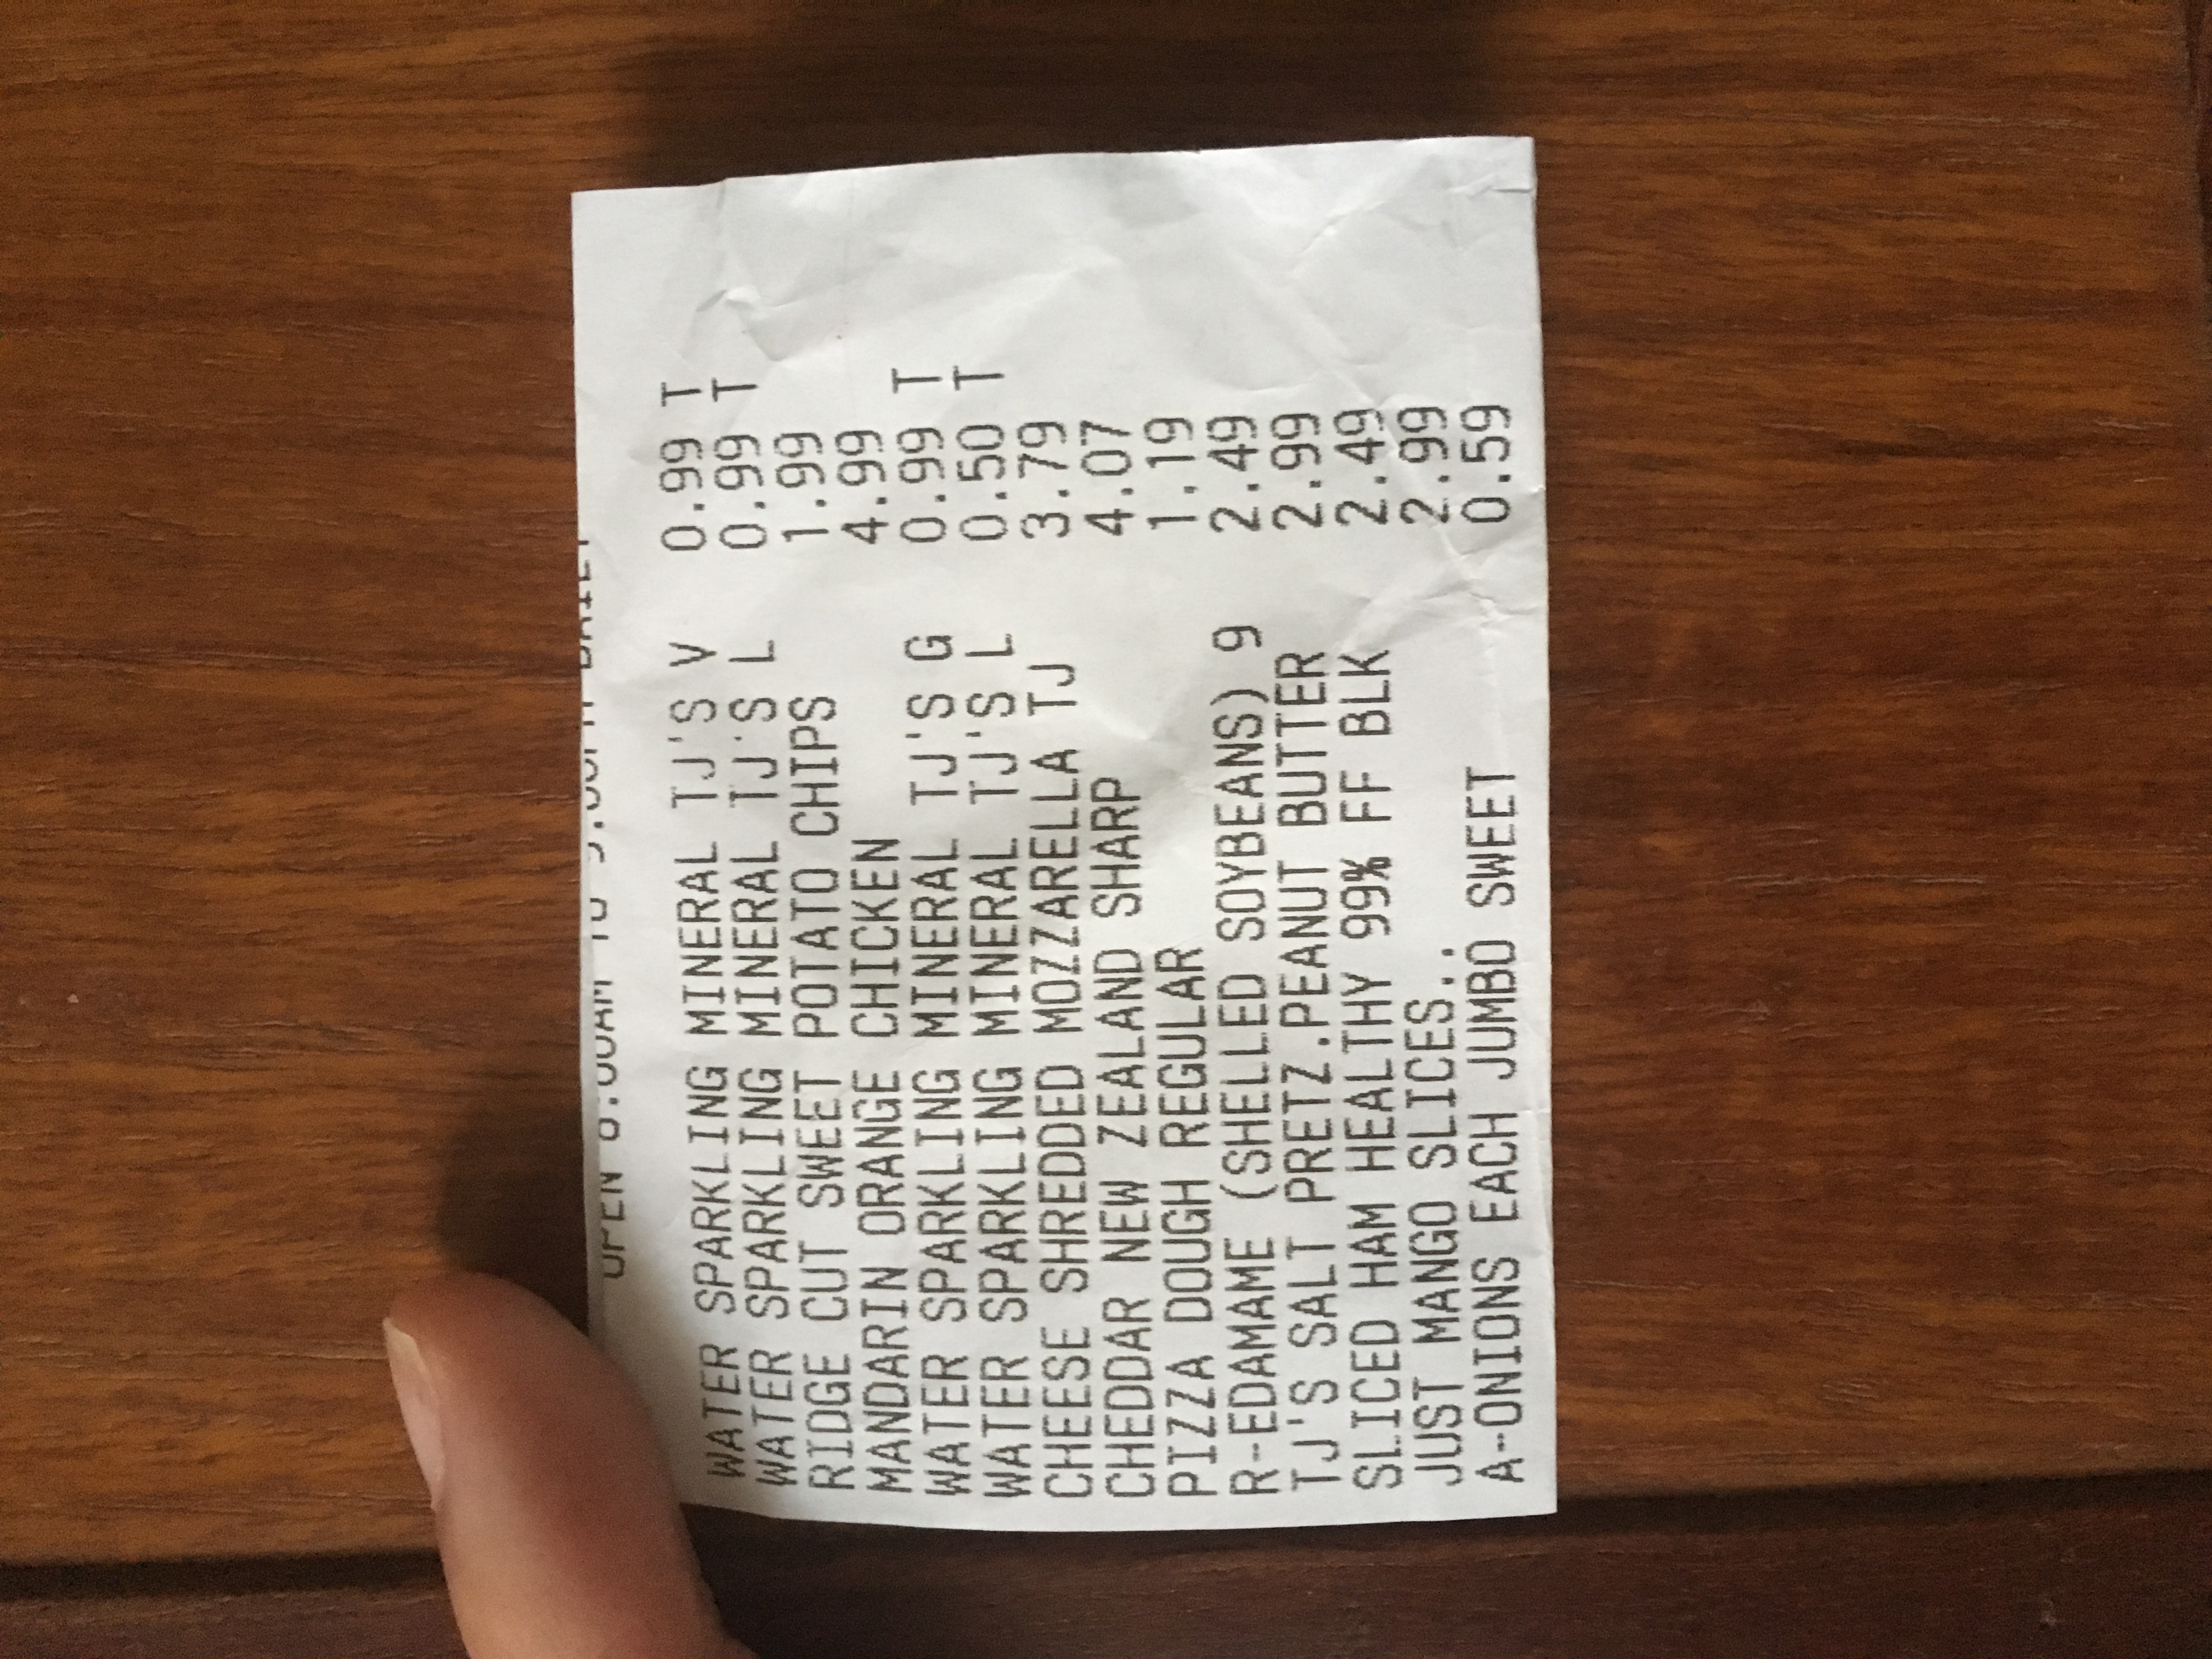 OPEN 8:00AM TO 9:00PM DAILY
WATER SPARKLING MINERAL TJ'S V 0.99 T
WATER SPARKLING MINERAL TJ'S L 0.99 T
RIDGE CUT SWEET POTATO CHIPS 1.99
MANDARIN ORANGE CHICKEN 4.99
WATER SPARKLING MINERAL TJ'S G 0.99 T
WATER SPARKLING MINERAL TJ'S L 0.50 T
CHEESE SHREDDED MOZZARELLA TJ 3.79
CHEDDAR NEW ZEALAND SHARP 4.07
PIZZA DOUGH REGULAR 1.19
R-EDAMAME (SHELLED SOYBEANS) 9 2.49
TJ'S SALT PRETZ.PEANUT BUTTER 2.99
SLICED HAM HEALTHY 99% FF BLK 2.49
JUST MANGO SLICES.. 2.99
A-ONIONS EACH JUMBO SWEET 0.59